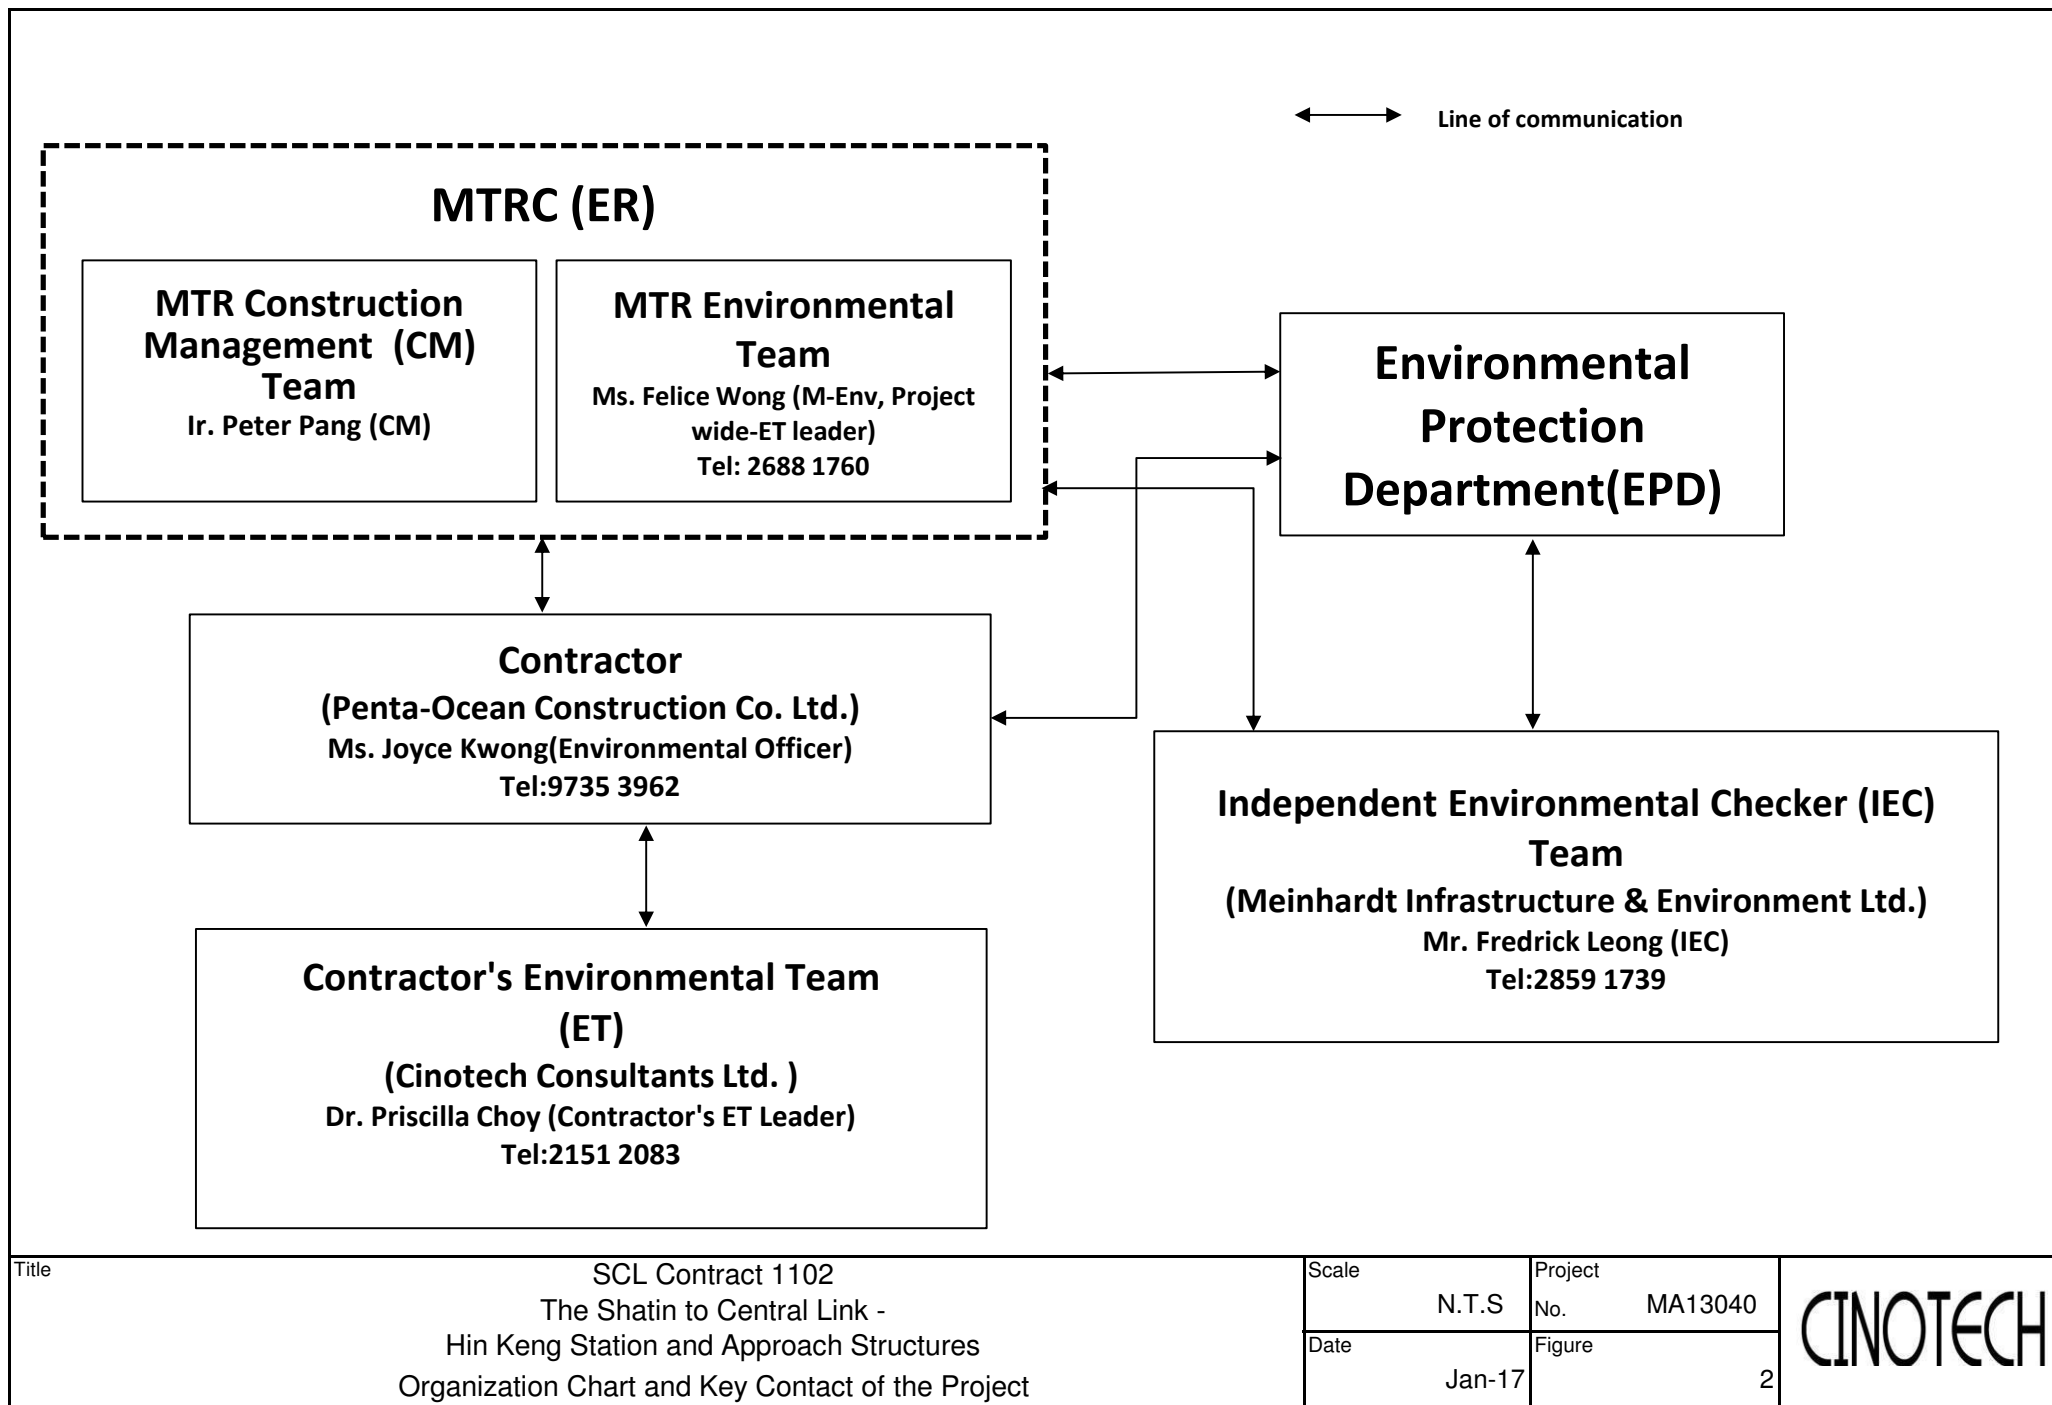 Line of communication
MTRC (ER)
MTR Construction
Management (CM)
Team
Ir. Peter Pang (CM)
MTR Environmental
Team
Ms. Felice Wong (M-Env, Project
wide-ET leader)
Tel: 2688 1760
Environmental
Protection
Department(EPD)
Contractor
(Penta-Ocean Construction Co. Ltd.)
Ms. Joyce Kwong(Environmental Officer)
Tel:9735 3962
Independent Environmental Checker (IEC)
Team
(Meinhardt Infrastructure & Environment Ltd.)
Mr. Fredrick Leong (IEC)
Tel:2859 1739
Contractor's Environmental Team
(ET)
(Cinotech Consultants Ltd. )
Dr. Priscilla Choy (Contractor's ET Leader)
Tel:2151 2083
Title
SCL Contract 1102
The Shatin to Central Link -
Hin Keng Station and Approach Structures
Organization Chart and Key Contact of the Project
Scale
N.T.S
Project
No. MA13040
Date
Jan-17
Figure
2
CINOTECH